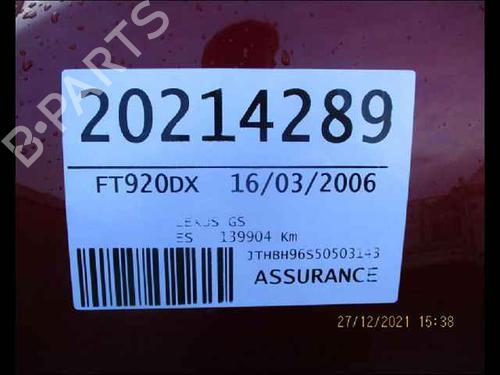 B-PARTS
20214289
FT920DX 16/03/2006
LEXUS GS
ES 139904 Km
JTHBH96S50503143
ASSURANCE
27/12/2021 15:38